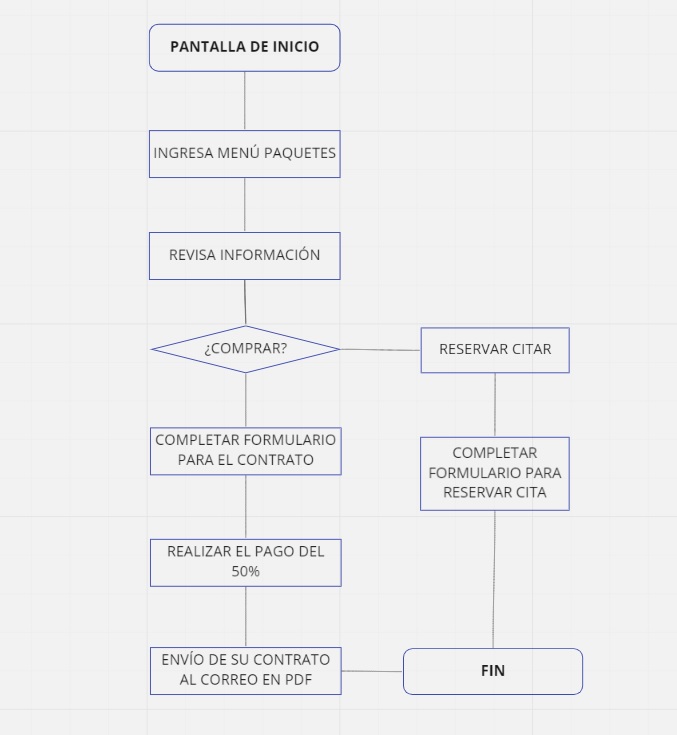 PANTALLA DE INICIO
INGRESA MENÚ PAQUETES
REVISA INFORMACIÓN
¿COMPRAR?
RESERVAR CITAR
COMPLETAR FORMULARIO
PARA EL CONTRATO
COMPLETAR
FORMULARIO PARA
RESERVAR CITA
REALIZAR EL PAGO DEL
50%
ENVÍO DE SU CONTRATO
AL CORREO EN PDF
FIN